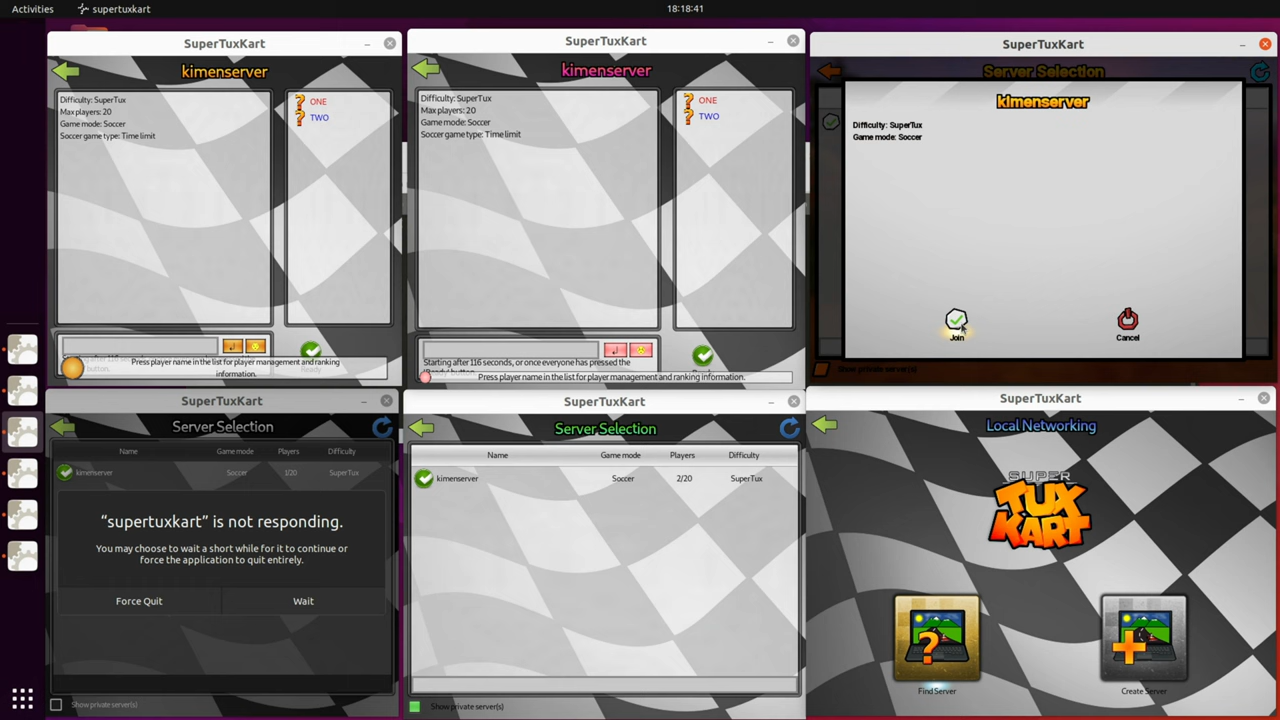 Activities
supertuxkart
18:18:41
SuperTuxKart
kimenserver
Difficulty: SuperTux
Max players: 20
Game mode: Soccer
Soccer game type: Time limit
ONE
TWO
Press player name in the list for player management and ranking
information.
Ready
button.
SuperTuxKart
kimenserver
Difficulty: SuperTux
Max players: 20
Game mode: Soccer
Soccer game type: Time limit
ONE
TWO
Starting after 116 seconds, or once everyone has pressed the
Press player name in the list for player management and ranking information.
SuperTuxKart
Server Selection
kimenserver
Difficulty: SuperTux
Game mode: Soccer
Join
Cancel
Show private server(s)
SuperTuxKart
Server Selection
Name Game mode Players Difficulty
kimenserver Soccer 1/20 SuperTux
“supertuxkart” is not responding.
You may choose to wait a short while for it to continue or
force the application to quit entirely.
Force Quit
Wait
Show private server(s)
SuperTuxKart
Server Selection
Name Game mode Players Difficulty
kimenserver Soccer 2/20 SuperTux
Show private server(s)
SuperTuxKart
Local Networking
SUPER
TUX
KART
Find Server
Create Server